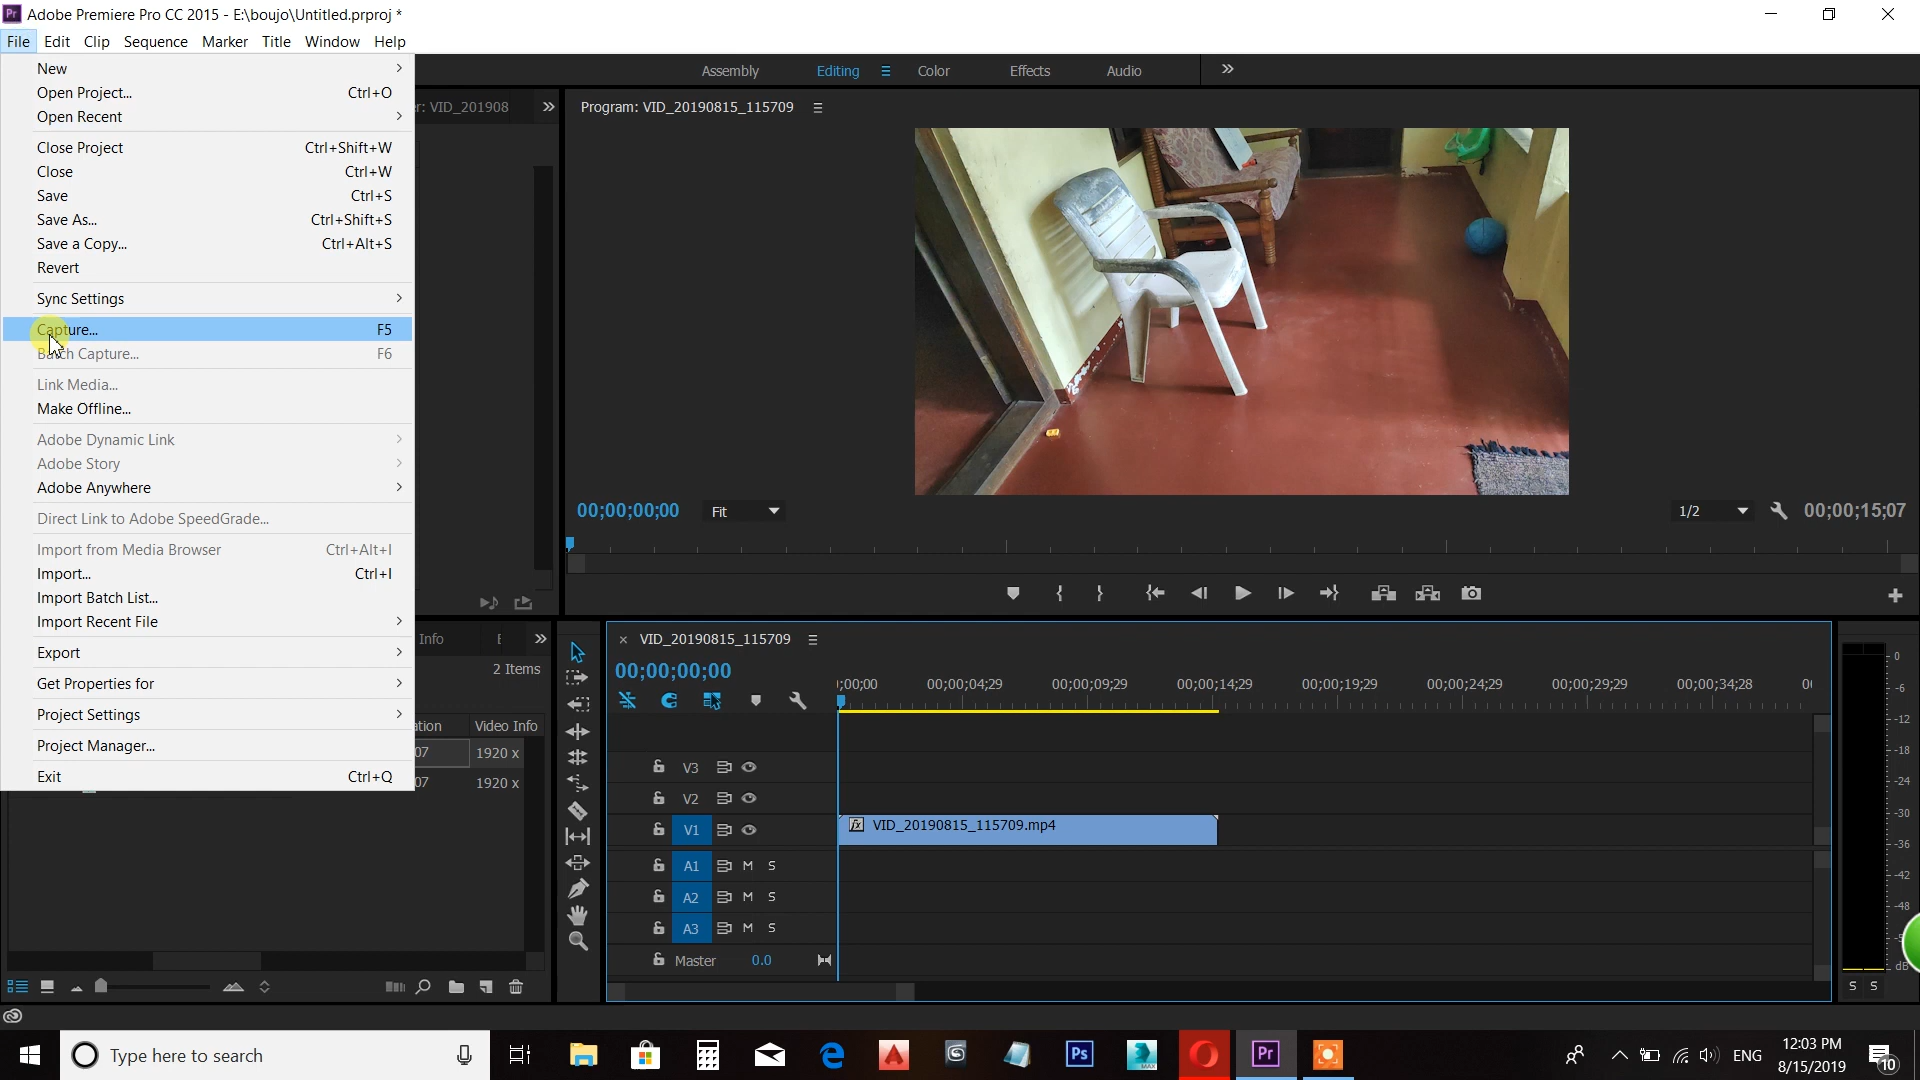 Adobe Premiere Pro CC 2015 - E:\boujo\Untitled.prproj *
File Edit Clip Sequence Marker Title Window Help
New
Open Project... Ctrl+O
Open Recent
Close Project Ctrl+Shift+W
Close Ctrl+W
Save Ctrl+S
Save As... Ctrl+Shift+S
Save a Copy... Ctrl+Alt+S
Revert
Sync Settings
Capture... F5
Batch Capture... F6
Link Media...
Make Offline...
Adobe Dynamic Link
Adobe Story
Adobe Anywhere
Direct Link to Adobe SpeedGrade...
Import from Media Browser Ctrl+Alt+I
Import... Ctrl+I
Import Batch List...
Import Recent File
Export
Get Properties for
Project Settings
Project Manager...
Exit Ctrl+Q
Assembly Editing Color Effects Audio
r: VID_201908
Program: VID_20190815_115709
00;00;00;00 Fit 1/2 00;00;15;07
Info
2 Items
ation Video Info
07 1920 x
07 1920 x
× VID_20190815_115709
00;00;00;00
;00;00 00;00;04;29 00;00;09;29 00;00;14;29 00;00;19;29 00;00;24;29 00;00;29;29 00;00;34;28 00
V3
V2
V1 fx VID_20190815_115709.mp4
A1 M S
A2 M S
A3 M S
Master 0.0
0
-6
-12
-18
-24
-30
-36
-42
-48
dB
S S
Type here to search
Ps
MAX
Pr
ENG
12:03 PM
8/15/2019
10